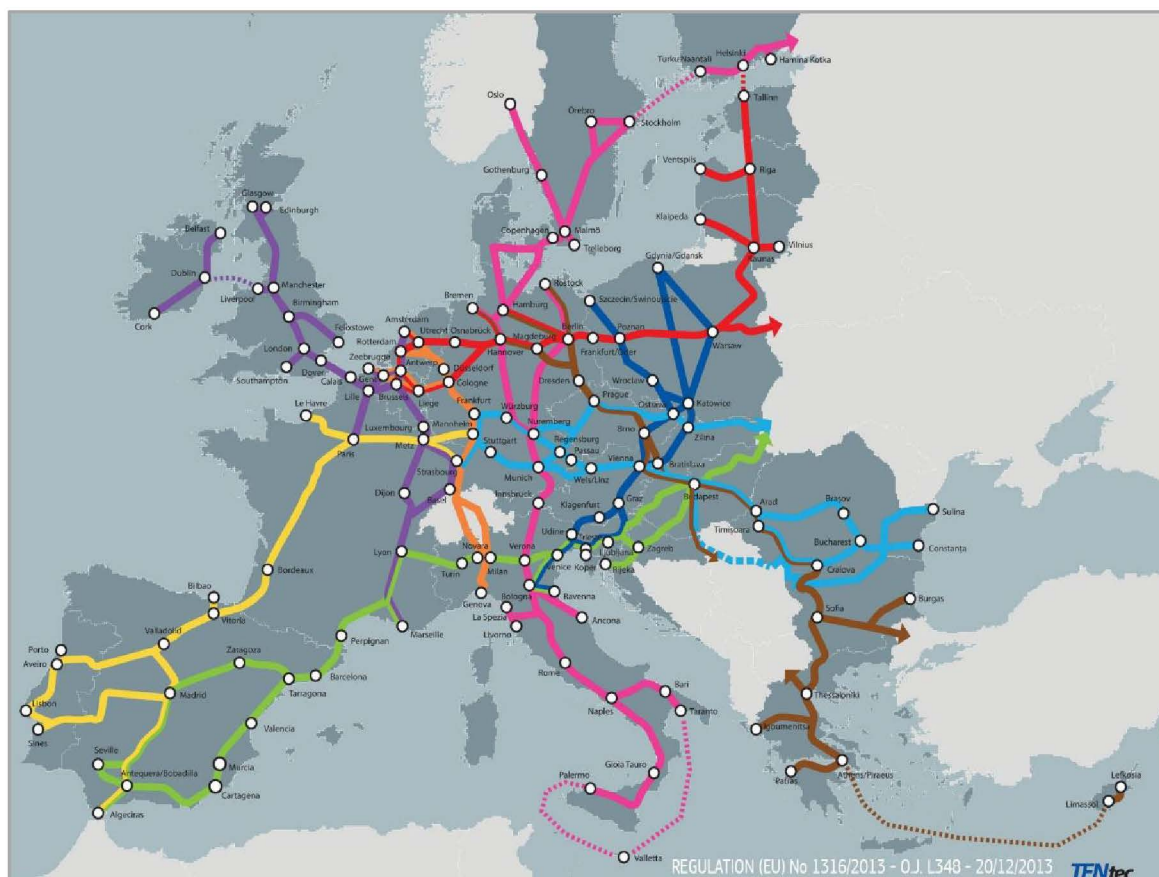 Helsinki
Turku Naantali
Hamina Kotka
Oslo
Örebro
Stockholm
Tallinn
Ventspils
Riga
Gothenburg
Klaipeda
Glasgow
Edinburgh
Belfast
Copenhagen
Malmö
Trelleborg
Vilnius
Kaunas
Gdynia/Gdansk
Dublin
Liverpool
Manchester
Rostock
Bremen
Hamburg
Szczecin/Swinoujscie
Birmingham
Cork
Felixstowe
Amsterdam
Utrecht
Osnabrück
Magdeburg
Berlin
Poznan
Rotterdam
Hannover
Frankfurt/Oder
Warsaw
London
Zeebrugge
Antwerp
Düsseldorf
Dover
Southampton
Calais
Gent
Cologne
Dresden
Wroclaw
Lille
Brussels
Liege
Prague
Katowice
Le Havre
Frankfurt
Würzburg
Ostrava
Luxembourg
Mannheim
Nuremberg
Brno
Zilina
Paris
Metz
Stuttgart
Regensburg
Passau
Strasbourg
Vienna
Bratislava
Munich
Wels/Linz
Dijon
Basel
Budapest
Innsbruck
Klagenfurt
Graz
Arad
Brașov
Sulina
Timișoara
Udine
Bucharest
Lyon
Novara
Verona
Ljubljana
Zagreb
Constanța
Turin
Milan
Venice
Koper
Rijeka
Craiova
Bordeaux
Bilbao
Genova
Bologna
Ravenna
Burgas
Vitoria
La Spezia
Sofia
Marseille
Livorno
Ancona
Valladolid
Perpignan
Porto
Aveiro
Zaragoza
Rome
Barcelona
Tarragona
Madrid
Bari
Thessaloniki
Lisbon
Naples
Taranto
Valencia
Igoumenitsa
Sines
Seville
Murcia
Gioia Tauro
Antequera/Bobadilla
Palermo
Patras
Athens/Piraeus
Lefkosia
Cartagena
Limassol
Algeciras
Valletta
REGULATION (EU) No 1316/2013 - O.J. L348 - 20/12/2013
TENtec